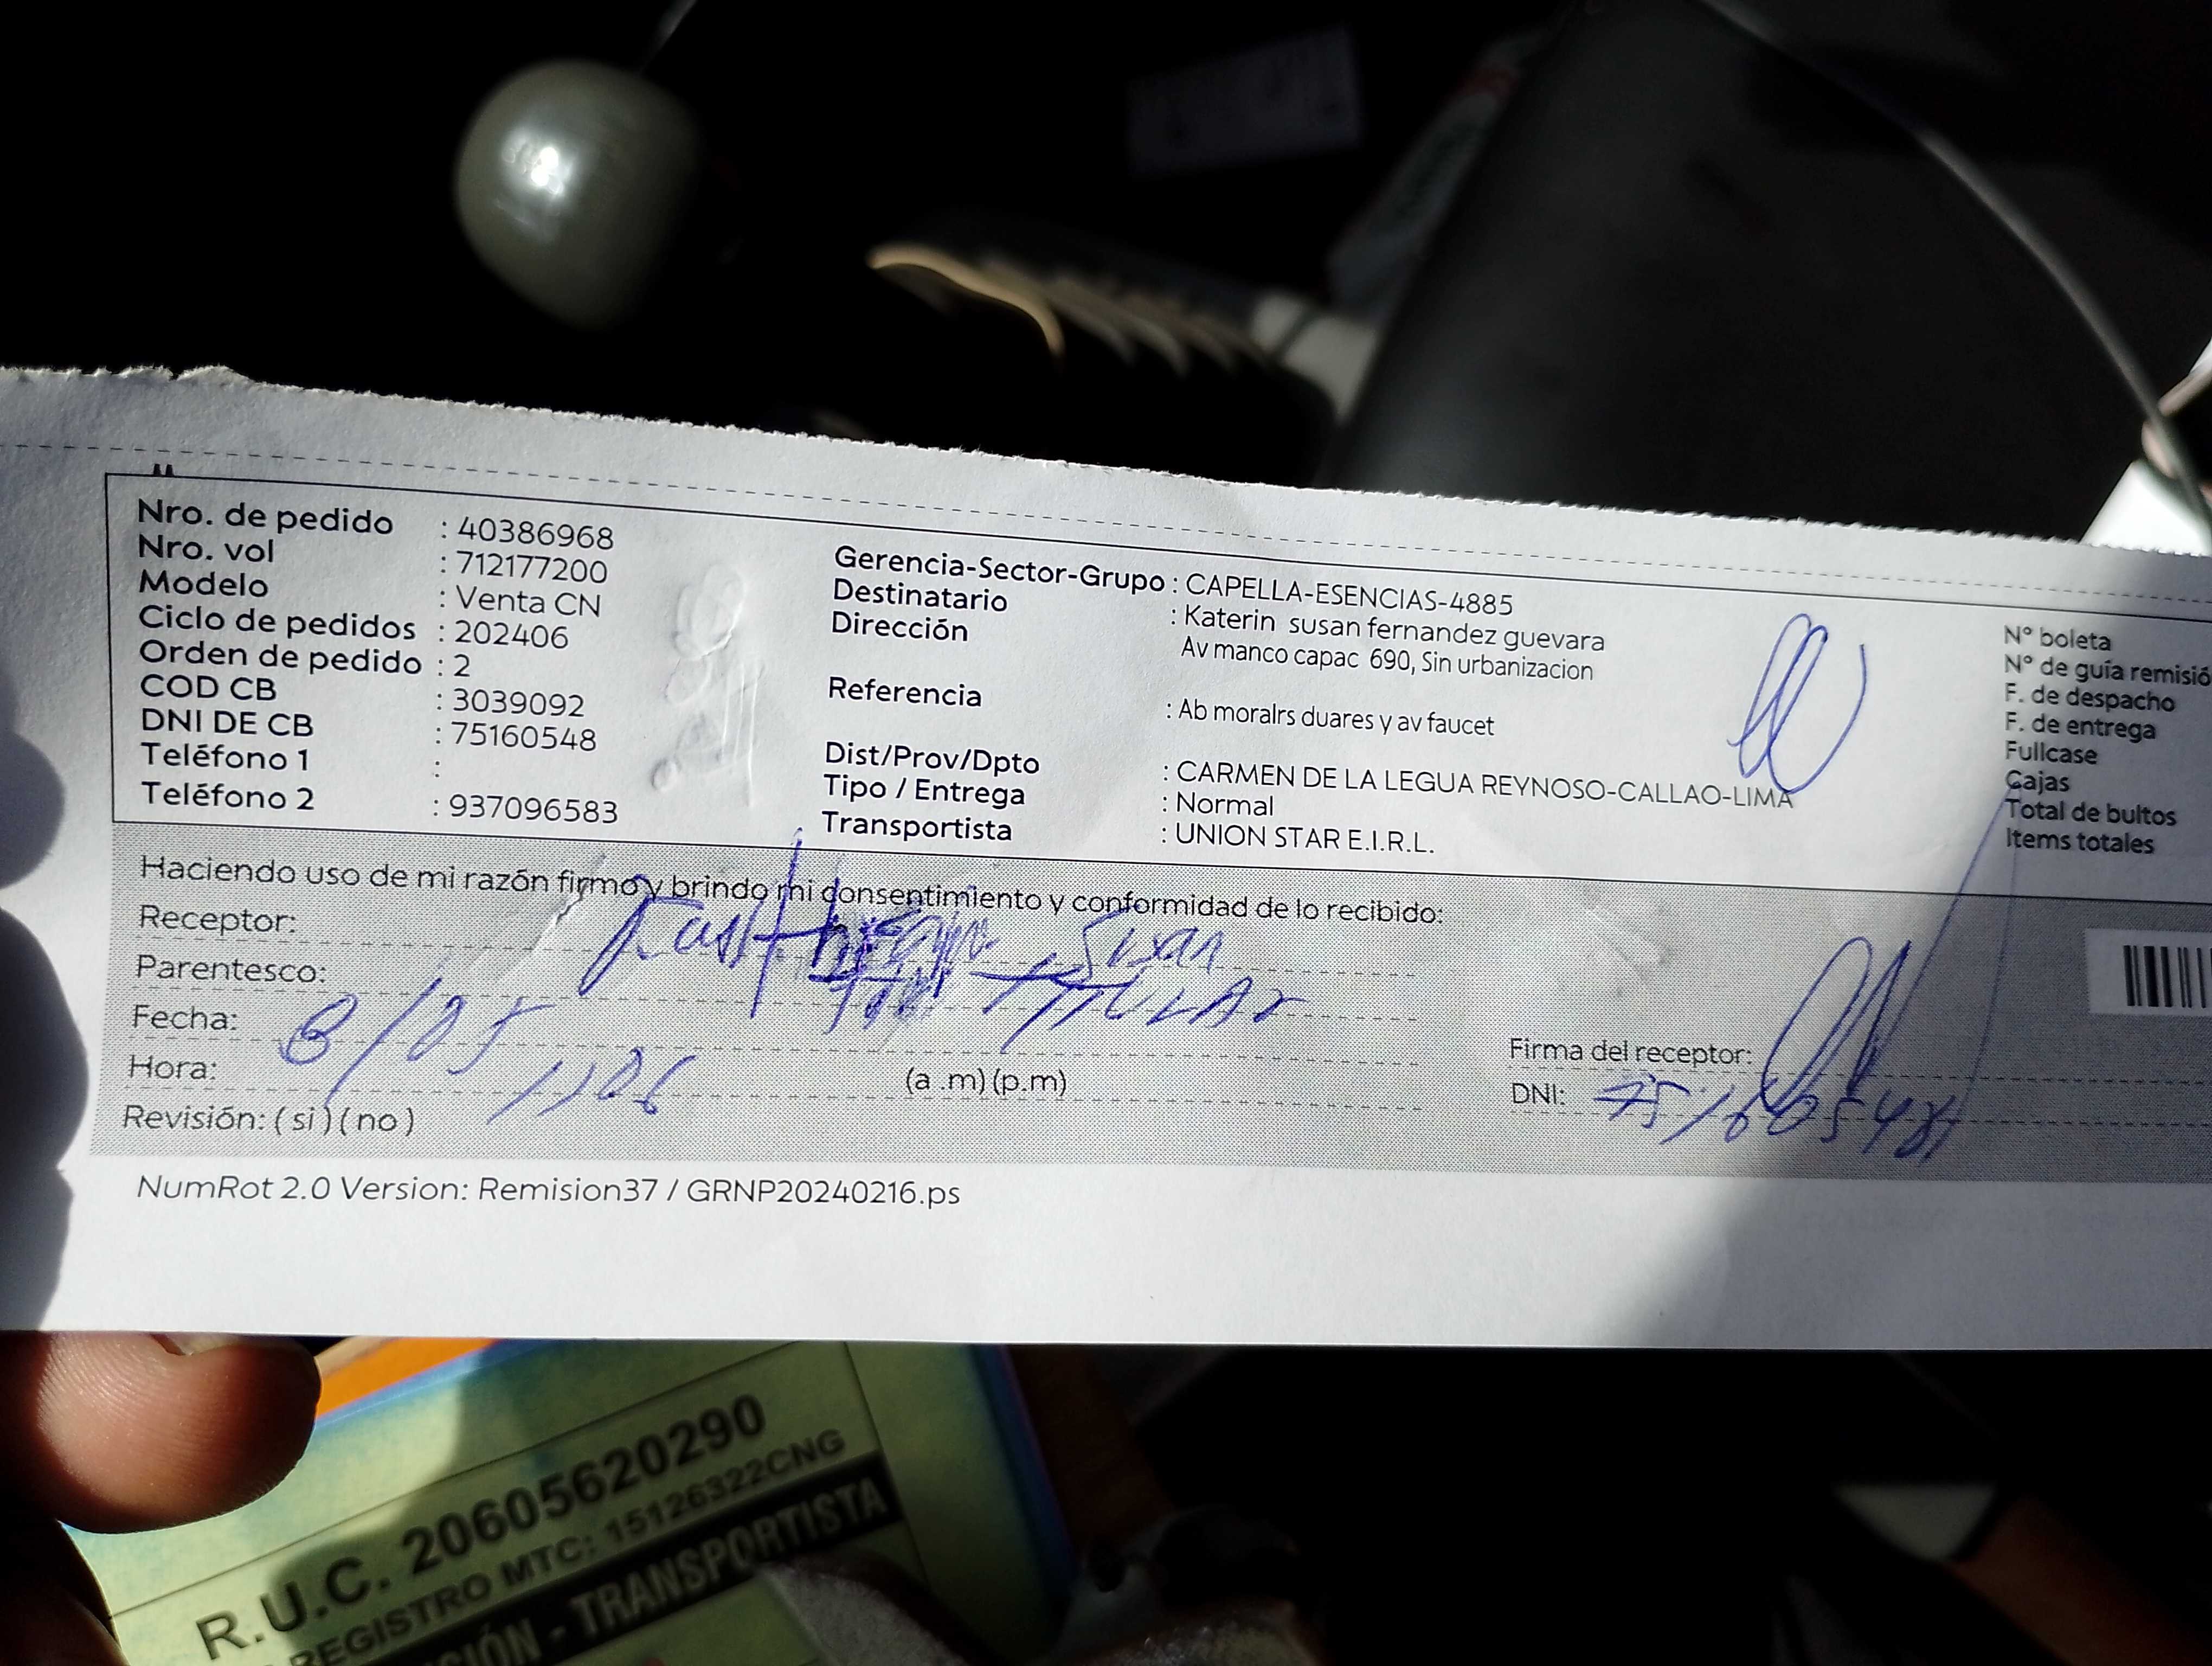 Nro. de pedido : 40386968
Nro. vol : 712177200
Modelo : Venta CN
Ciclo de pedidos : 202406
Orden de pedido : 2
COD CB : 3039092
DNI DE CB : 75160548
Teléfono 1 :
Teléfono 2 : 937096583
Gerencia-Sector-Grupo : CAPELLA-ESENCIAS-4885
Destinatario : Katerin susan fernandez guevara
Dirección Av manco capac 690, Sin urbanizacion
Referencia : Ab moralrs duares y av faucet
Dist/Prov/Dpto : CARMEN DE LA LEGUA REYNOSO-CALLAO-LIMA
Tipo / Entrega : Normal
Transportista : UNION STAR E.I.R.L.
N° boleta
N° de guía remisió
F. de despacho
F. de entrega
Fullcase
Cajas
Total de bultos
Items totales
Haciendo uso de mi razón firmo y brindo mi consentimiento y conformidad de lo recibido:
Receptor: Susan
Parentesco: TITULAR
Fecha: 8/05
Hora: 1106 (a .m) (p.m)
Revisión: ( si ) ( no )
Firma del receptor:
DNI:
NumRot 2.0 Version: Remision37 / GRNP20240216.ps
R.U.C. 20605620290
REGISTRO MTC: 15126322CNG
SIÓN - TRANSPORTISTA